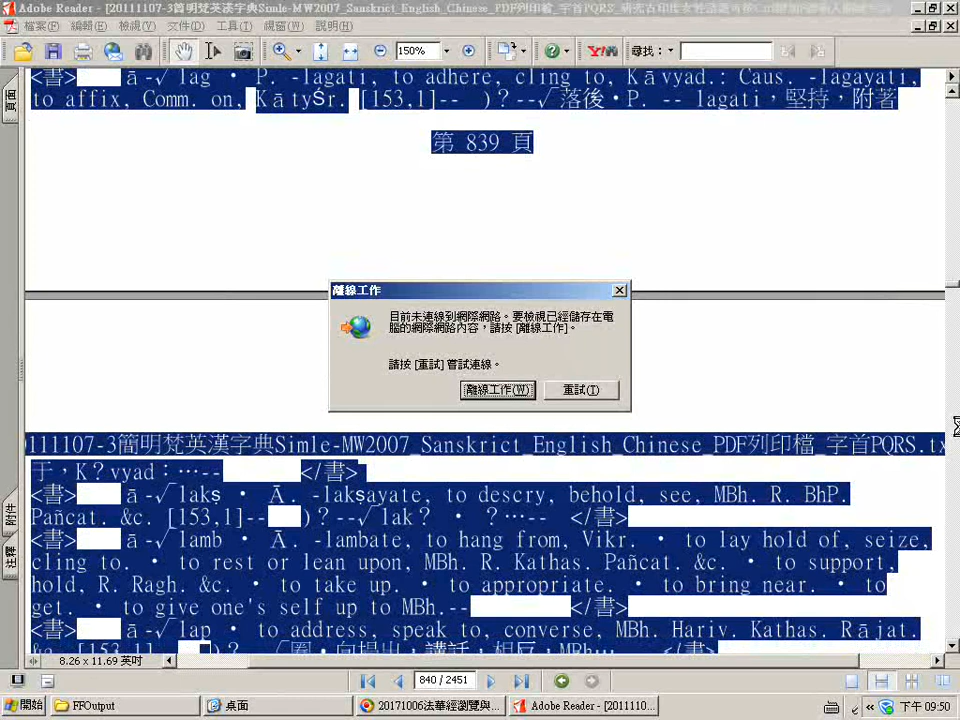 Adobe Reader - [20111107-3簡明梵英漢字典Simle-MW2007_Sanskrict_English_Chinese_PDF列印檔_字首PQRS
檔案(F) 編輯(E) 檢視(V) 文件(D) 工具(T) 視窗(W) 說明(H)
150% Y! 尋找：
頁面
<書> ā-√lag • P. -lagati, to adhere, cling to, Kāvyad.: Caus. -lagayati,
to affix, Comm. on, KātyŚr. [153,1]-- )？--√落後•P. -- lagati，堅持，附著
第 839 頁
離線工作
目前未連線到網際網路。要檢視已經儲存在電
腦的網際網路內容，請按 [離線工作]。
請按 [重試] 嘗試連線。
離線工作(W) 重試(T)
111107-3簡明梵英漢字典Simle-MW2007_Sanskrict_English_Chinese_PDF列印檔_字首PQRS.tx
于，K？vyad：…-- </書>
<書> ā-√lakṣ • Ā. -lakṣayate, to descry, behold, see, MBh. R. BhP.
Pañcat. &c. [153,1]-- )？--√lak？ • ？…-- </書>
<書> ā-√lamb • Ā. -lambate, to hang from, Vikr. • to lay hold of, seize,
cling to. • to rest or lean upon, MBh. R. Kathas. Pañcat. &c. • to support,
hold, R. Ragh. &c. • to take up. • to appropriate. • to bring near. • to
get. • to give one's self up to MBh.-- </書>
<書> ā-√lap • to address, speak to, converse, MBh. Hariv. Kathas. Rājat.
附件
注釋
8.26 x 11.69 英吋
840 / 2451
開始 FFOutput 桌面 20171006法華經瀏覽與... Adobe Reader - [2011110... 下午 09:50